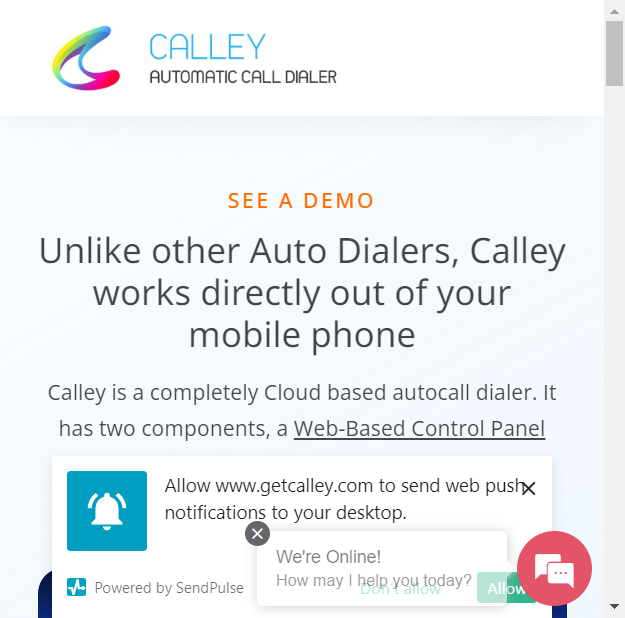 CALLEY
AUTOMATIC CALL DIALER
SEE A DEMO
Unlike other Auto Dialers, Calley
works directly out of your
mobile phone
Calley is a completely Cloud based autocall dialer. It
has two components, a Web-Based Control Panel
Allow www.getcalley.com to send web push
notifications to your desktop.
We're Online!
How may I help you today?
Powered by SendPulse
Don't allow
Allow